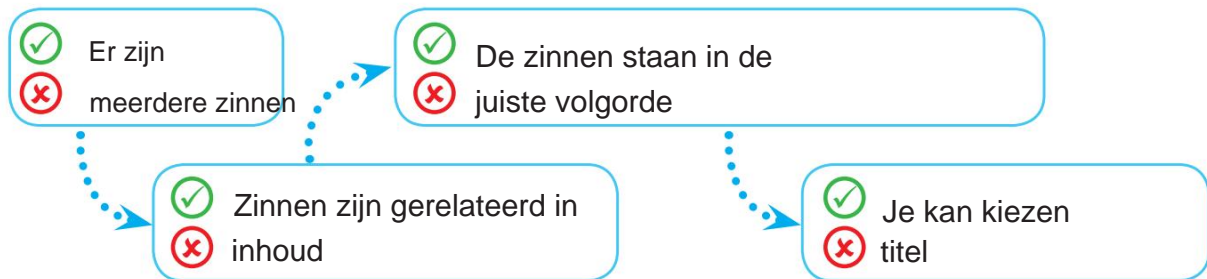 Er zijn
meerdere zinnen
De zinnen staan in de
juiste volgorde
Zinnen zijn gerelateerd in
inhoud
Je kan kiezen
titel